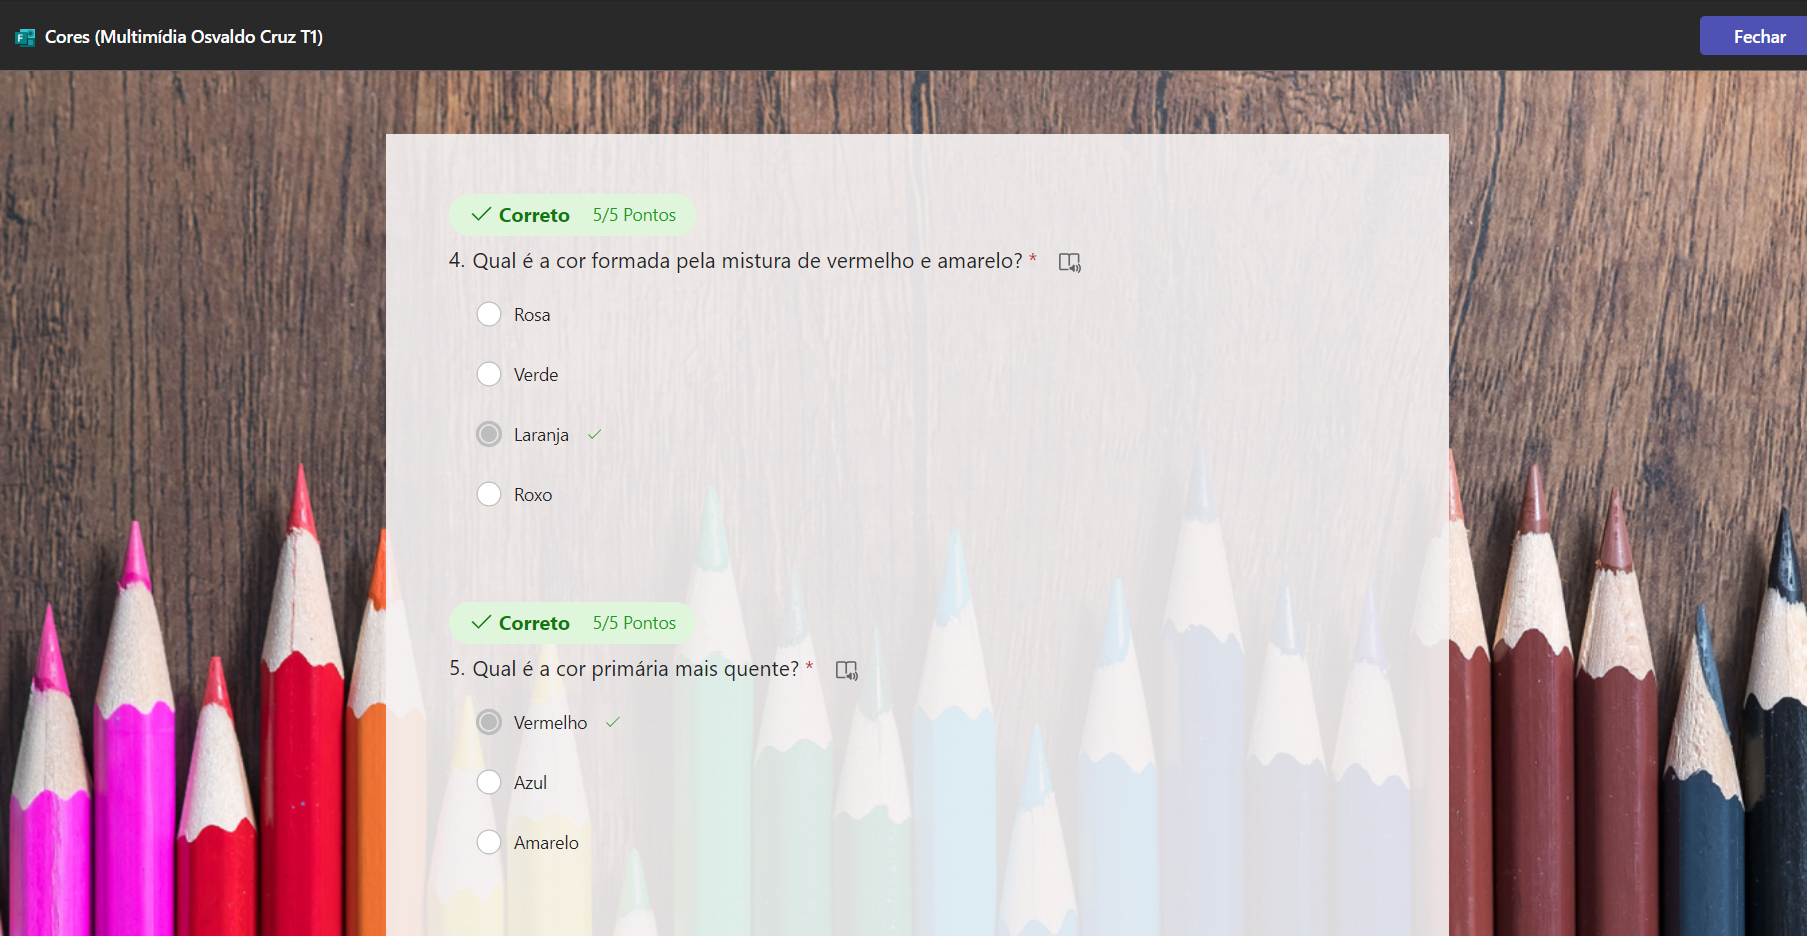 Cores (Multimídia Osvaldo Cruz T1)
Fechar
Correto 5/5 Pontos
4. Qual é a cor formada pela mistura de vermelho e amarelo? *
Rosa
Verde
Laranja
Roxo
Correto 5/5 Pontos
5. Qual é a cor primária mais quente? *
Vermelho
Azul
Amarelo